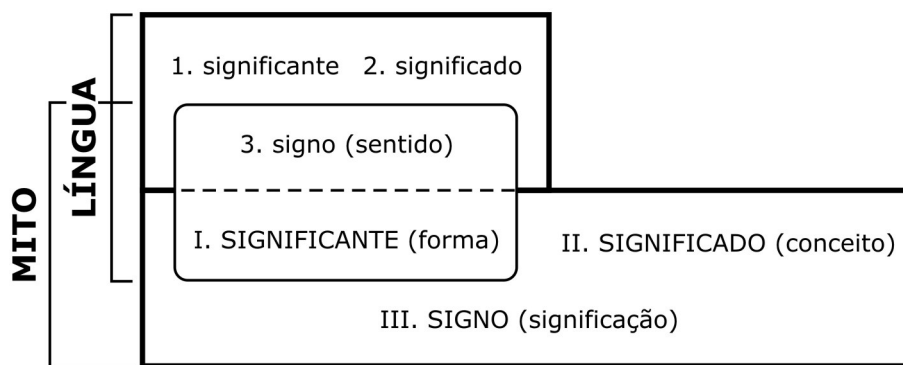 MITO
LÍNGUA
1. significante 2. significado
3. signo (sentido)
I. SIGNIFICANTE (forma)
II. SIGNIFICADO (conceito)
III. SIGNO (significação)